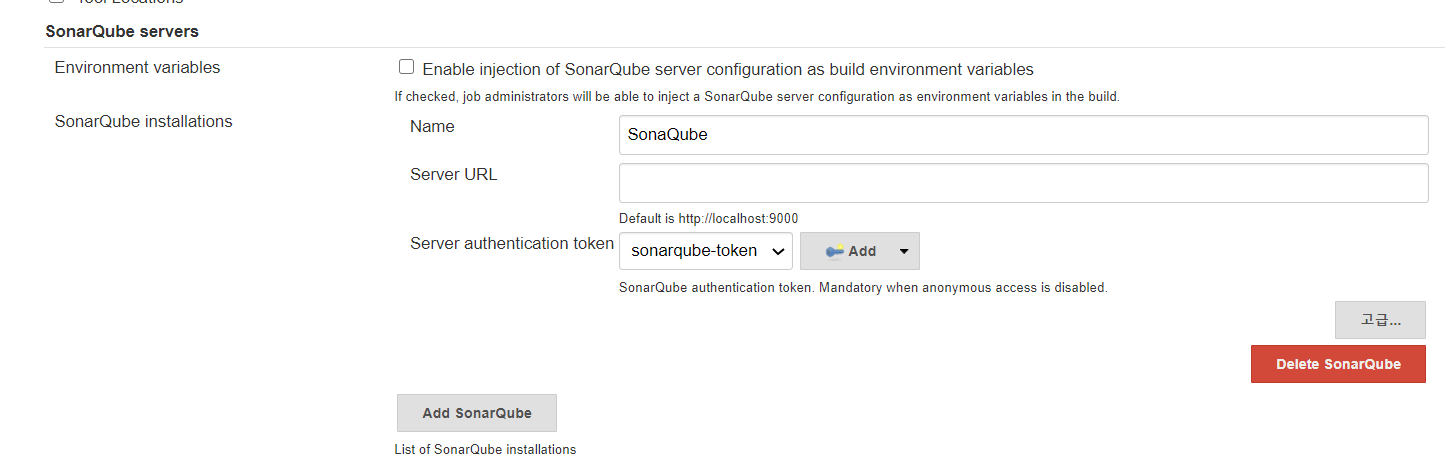 Tool Locations
SonarQube servers
Environment variables
Enable injection of SonarQube server configuration as build environment variables
If checked, job administrators will be able to inject a SonarQube server configuration as environment variables in the build.
SonarQube installations
Name
SonaQube
Server URL
Default is http://localhost:9000
Server authentication token
sonarqube-token
Add
SonarQube authentication token. Mandatory when anonymous access is disabled.
고급...
Delete SonarQube
Add SonarQube
List of SonarQube installations